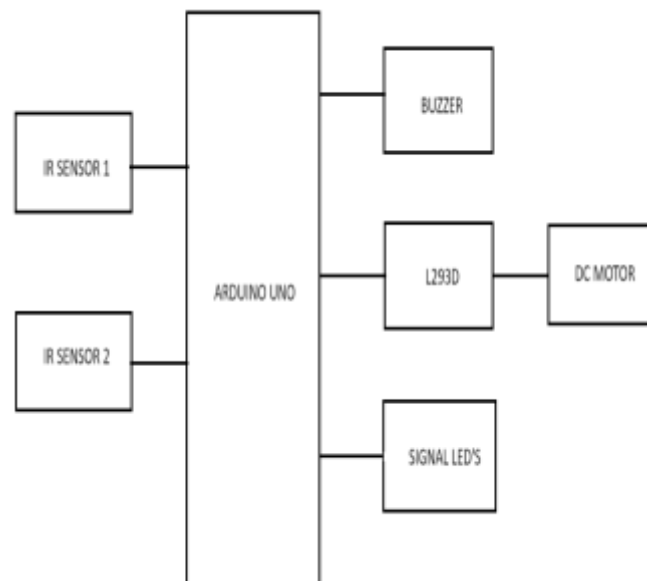 BUZZER
IR SENSOR 1
L293D
DC MOTOR
ARDUINO UNO
IR SENSOR 2
SIGNAL LED'S